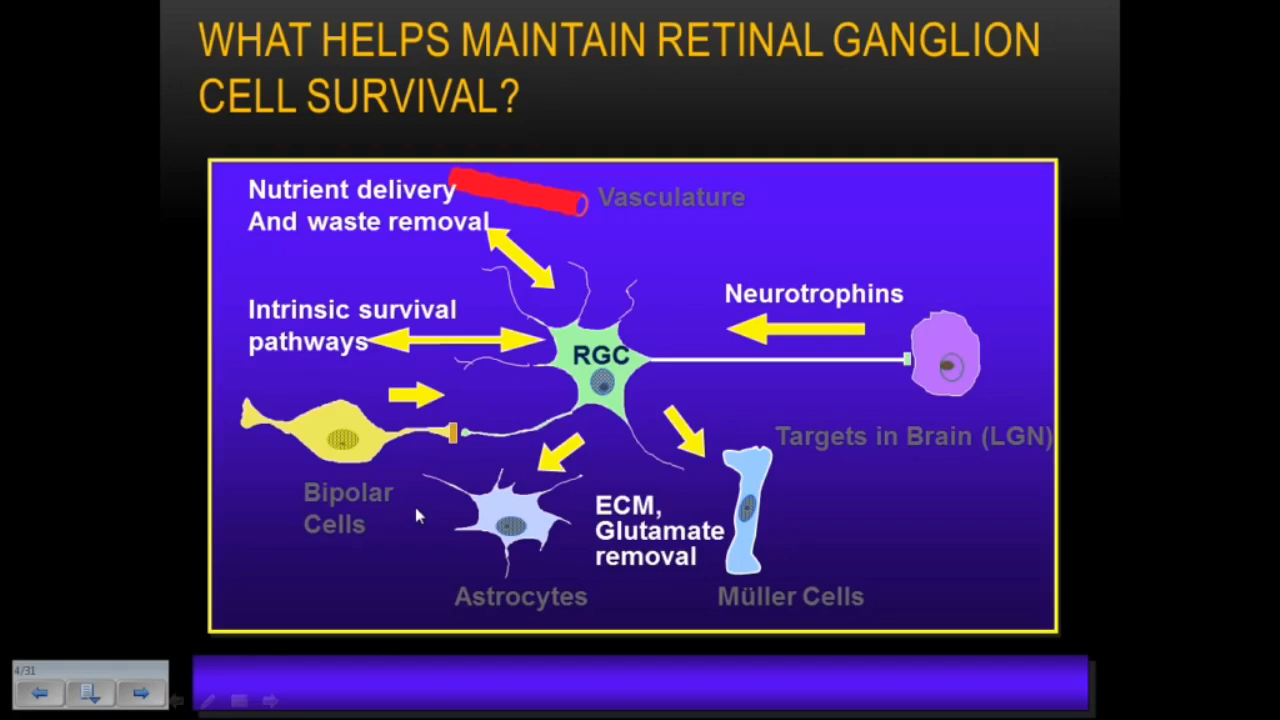 WHAT HELPS MAINTAIN RETINAL GANGLION
CELL SURVIVAL?
Nutrient delivery
And waste removal
Vasculature
Intrinsic survival
pathways
Neurotrophins
RGC
Targets in Brain (LGN)
Bipolar
Cells
ECM,
Glutamate
removal
Astrocytes
Müller Cells
4/31